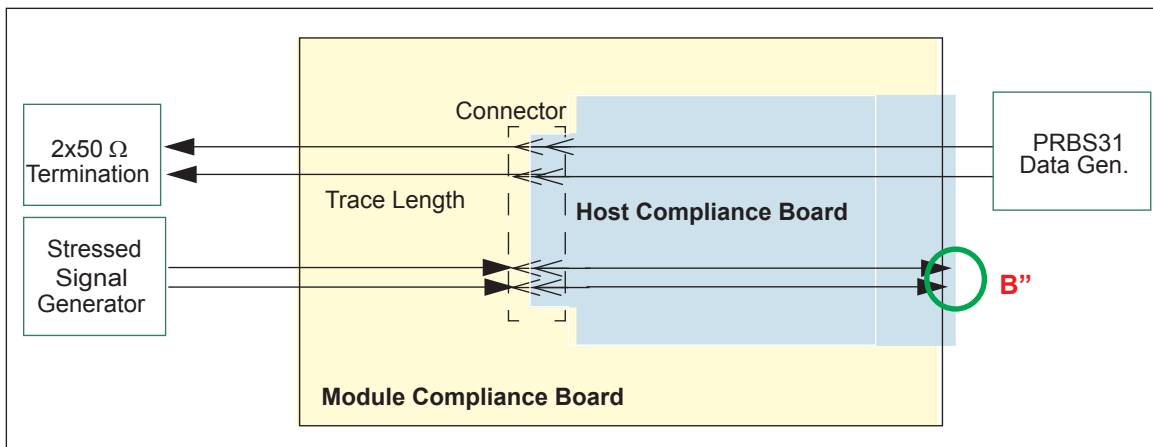 Connector
2x50 Ω
Termination
PRBS31
Data Gen.
Trace Length
Host Compliance Board
Stressed
Signal
Generator
B”
Module Compliance Board